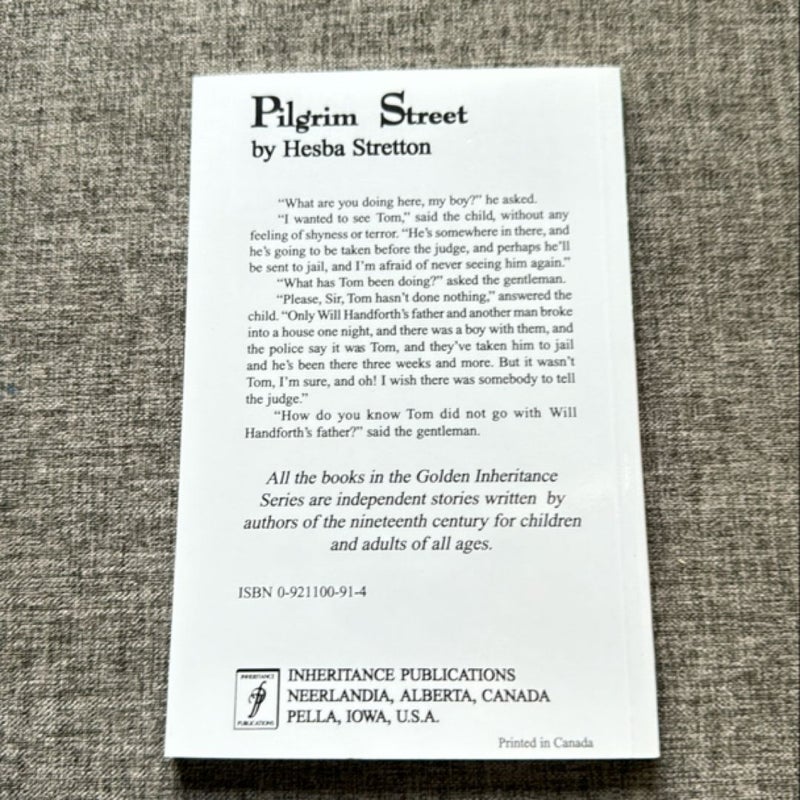 Pilgrim Street
by Hesba Stretton
"What are you doing here, my boy?" he asked.
"I wanted to see Tom," said the child, without any
feeling of shyness or terror. "He's somewhere in there, and
he's going to be taken before the judge, and perhaps he'll
be sent to jail, and I'm afraid of never seeing him again."
"What has Tom been doing?" asked the gentleman.
"Please, Sir, Tom hasn't done nothing," answered the
child. "Only Will Handforth's father and another man broke
into a house one night, and there was a boy with them, and
the police say it was Tom, and they've taken him to jail
and he's been there three weeks and more. But it wasn't
Tom, I'm sure, and oh! I wish there was somebody to tell
the judge."
"How do you know Tom did not go with Will
Handforth's father?" said the gentleman.
All the books in the Golden Inheritance
Series are independent stories written by
authors of the nineteenth century for children
and adults of all ages.
ISBN 0-921100-91-4
INHERITANCE
PUBLICATIONS
INHERITANCE PUBLICATIONS
NEERLANDIA, ALBERTA, CANADA
PELLA, IOWA, U.S.A.
Printed in Canada